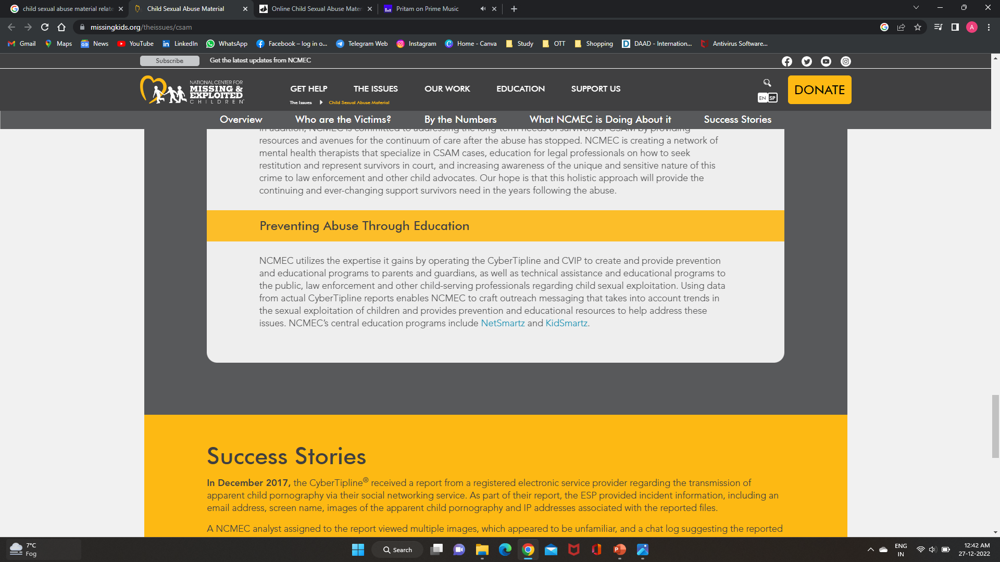 child sexual abuse material relate
Child Sexual Abuse Material
Online Child Sexual Abuse Mater
Pritam on Prime Music
missingkids.org/theissues/csam
A
Gmail
Maps
News
YouTube
LinkedIn
WhatsApp
Facebook – log in o...
Telegram Web
Instagram
Home - Canva
Study
OTT
Shopping
DAAD - Internation...
Antivirus Software...
Subscribe
Get the latest updates from NCMEC
NATIONAL CENTER FOR
MISSING &
EXPLOITED
CHILDREN
GET HELP
THE ISSUES
OUR WORK
EDUCATION
SUPPORT US
EN SP
DONATE
The Issues
Child Sexual Abuse Material
Overview
Who are the Victims?
By the Numbers
What NCMEC is Doing About it
Success Stories
In addition, NCMEC is committed to addressing the long-term needs of survivors of CSAM by providing
resources and avenues for the continuum of care after the abuse has stopped. NCMEC is creating a network of
mental health therapists that specialize in CSAM cases, education for legal professionals on how to seek
restitution and represent survivors in court, and increasing awareness of the unique and sensitive nature of this
crime to law enforcement and other child advocates. Our hope is that this holistic approach will provide the
continuing and ever-changing support survivors need in the years following the abuse.
Preventing Abuse Through Education
NCMEC utilizes the expertise it gains by operating the CyberTipline and CVIP to create and provide prevention
and educational programs to parents and guardians, as well as technical assistance and educational programs to
the public, law enforcement and other child-serving professionals regarding child sexual exploitation. Using data
from actual CyberTipline reports enables NCMEC to craft outreach messaging that takes into account trends in
the sexual exploitation of children and provides prevention and educational resources to help address these
issues. NCMEC’s central education programs include NetSmartz and KidSmartz.
Success Stories
In December 2017, the CyberTipline® received a report from a registered electronic service provider regarding the transmission of
apparent child pornography via their social networking service. As part of their report, the ESP provided incident information, including an
email address, screen name, images of the apparent child pornography and IP addresses associated with the reported files.
A NCMEC analyst assigned to the report viewed multiple images, which appeared to be unfamiliar, and a chat log suggesting the reported
7°C
Fog
Search
ENG
IN
12:42 AM
27-12-2022